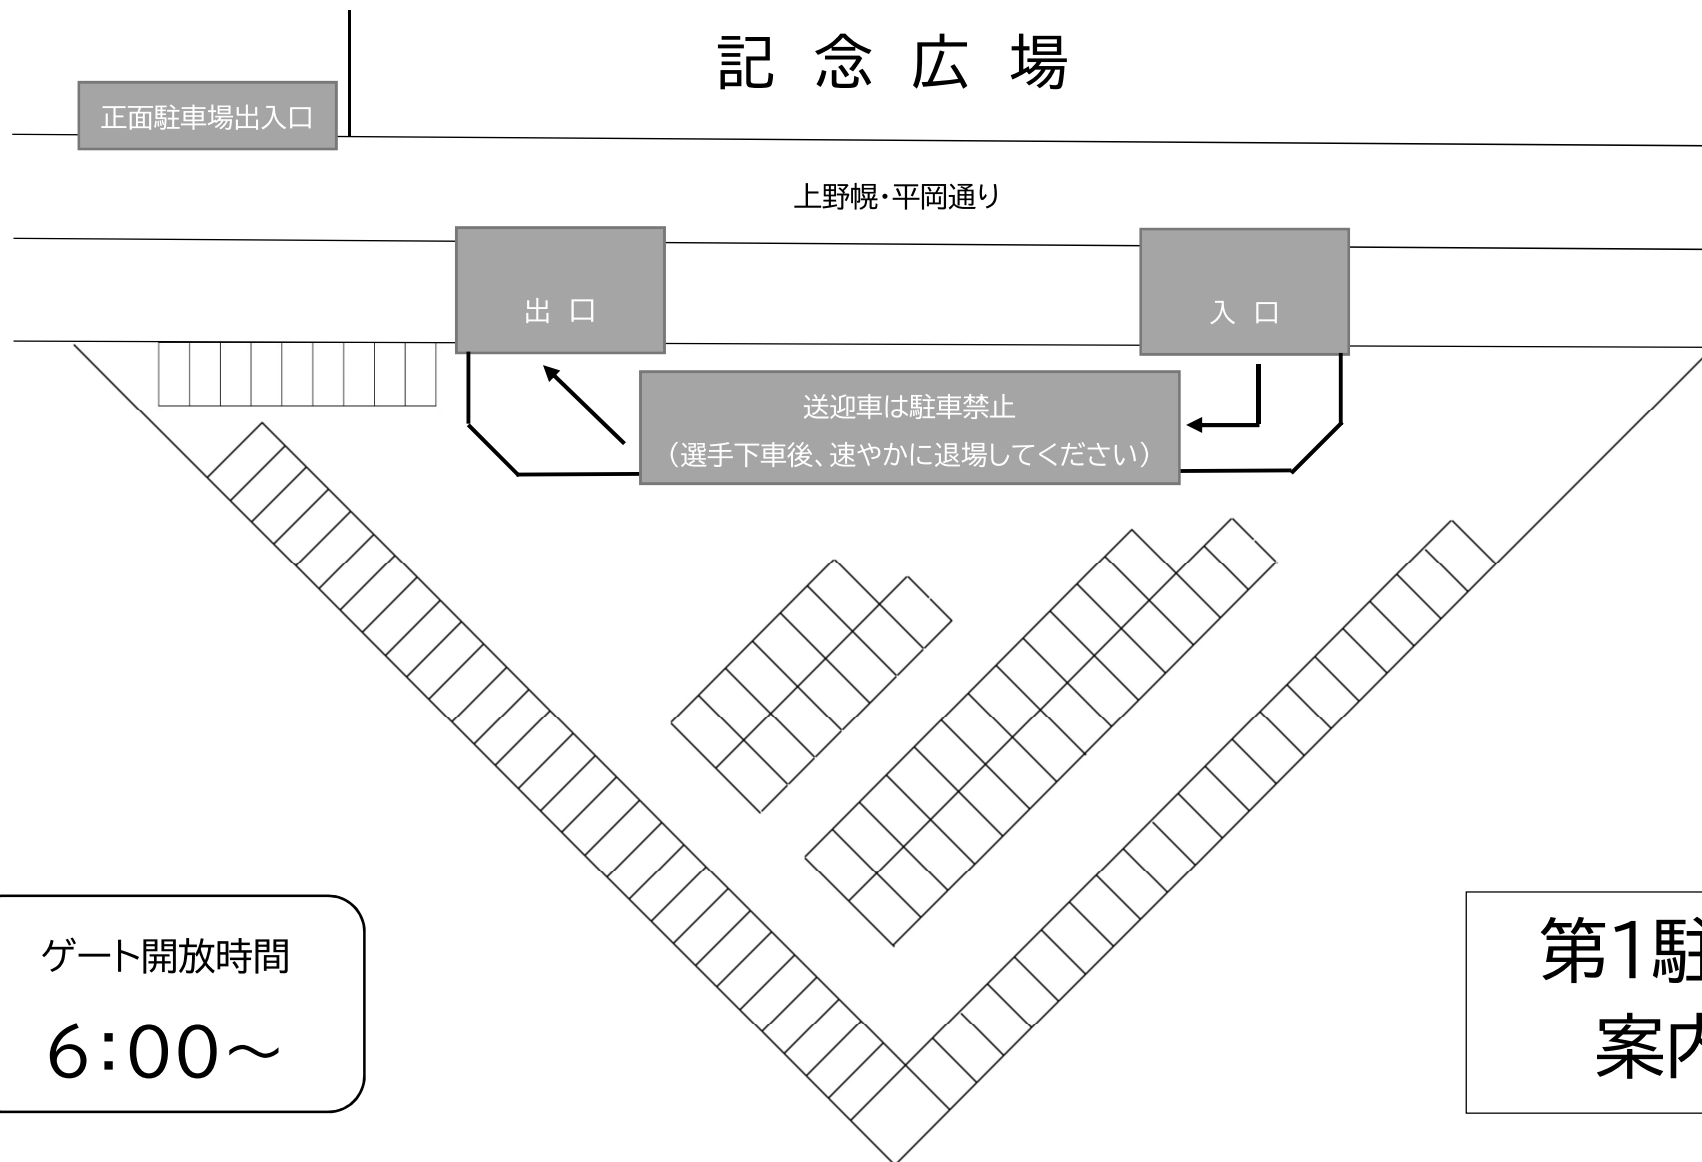 記念広場
正面駐車場出入口
上野幌・平岡通り
出口
入口
送迎車は駐車禁止
（選手下車後、速やかに退場してください）
ゲート開放時間
6：00～
第1駐
案内